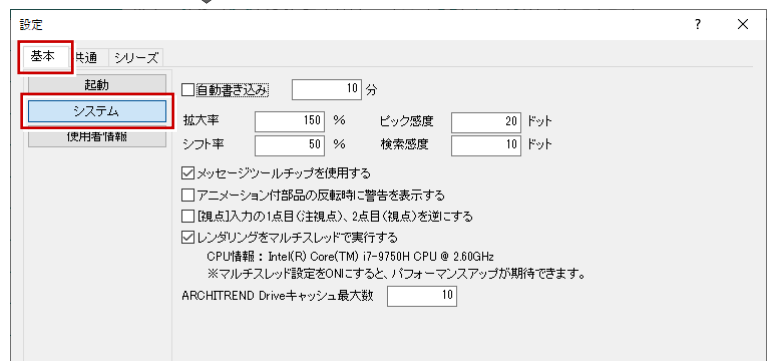 設定 ? ×
基本 共通 シリーズ
起動
システム
使用者情報
自動書き込み 10 分
拡大率 150 % ピック感度 20 ドット
シフト率 50 % 検索感度 10 ドット
メッセージツールチップを使用する
アニメーション付部品の反転時に警告を表示する
[視点]入力の1点目(注視点)、2点目(視点)を逆にする
レンダリングをマルチスレッドで実行する
CPU情報 : Intel(R) Core(TM) i7-9750H CPU @ 2.60GHz
※マルチスレッド設定をONにすると、パフォーマンスアップが期待できます。
ARCHITREND Driveキャッシュ最大数 10